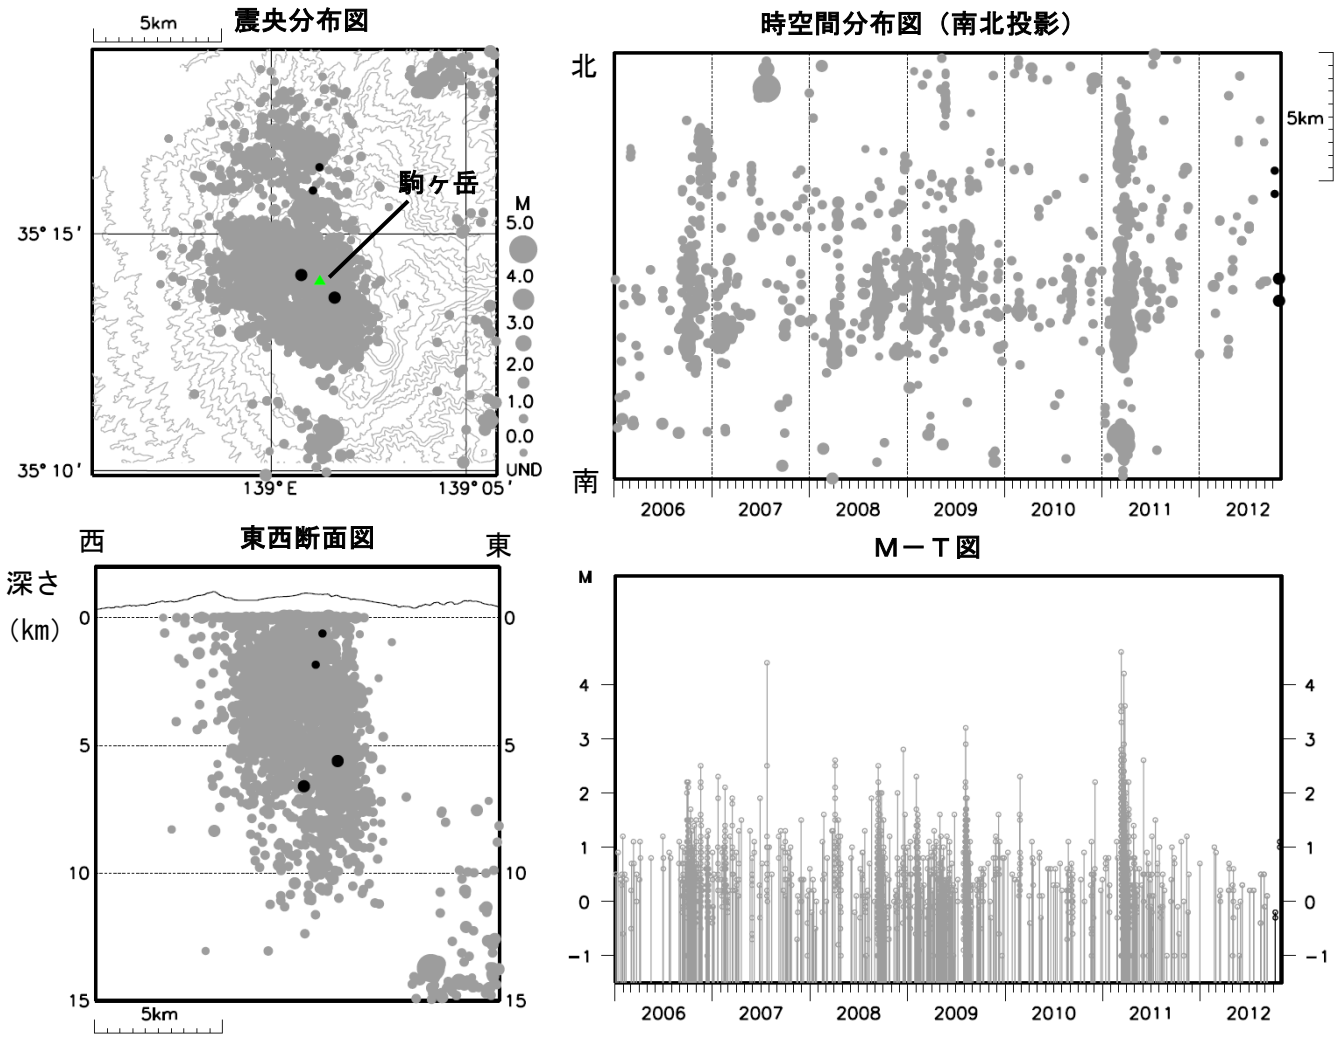 震央分布図
5km
駒ヶ岳
35° 15'
35° 10'
139° E
139° 05'
M
5.0
4.0
3.0
2.0
1.0
0.0
UND
時空間分布図（南北投影）
北
南
5km
2006 2007 2008 2009 2010 2011 2012
東西断面図
西
東
深さ
(km)
0 0
5 5
10 10
15 15
5km
M－T図
M
4 4
3 3
2 2
1 1
0 0
-1 -1
2006 2007 2008 2009 2010 2011 2012